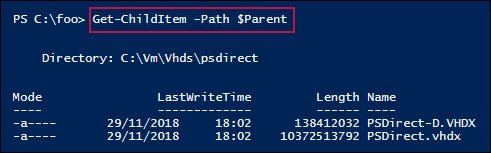 PS C:\foo> Get-ChildItem -Path $Parent
Directory: C:\Vm\Vhds\psdirect
Mode LastWriteTime Length Name
---- ------------- ------ ----
-a---- 29/11/2018 18:02 138412032 PSDirect-D.VHDX
-a---- 29/11/2018 18:02 10372513792 PSDirect.vhdx